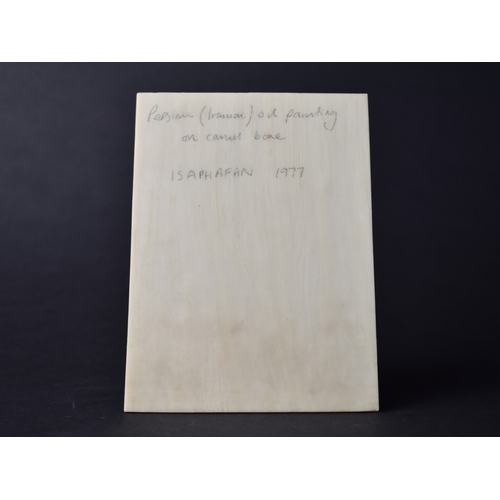 Persian (Iranian) oil painting
on camel bone
ISAPHAFAN 1977